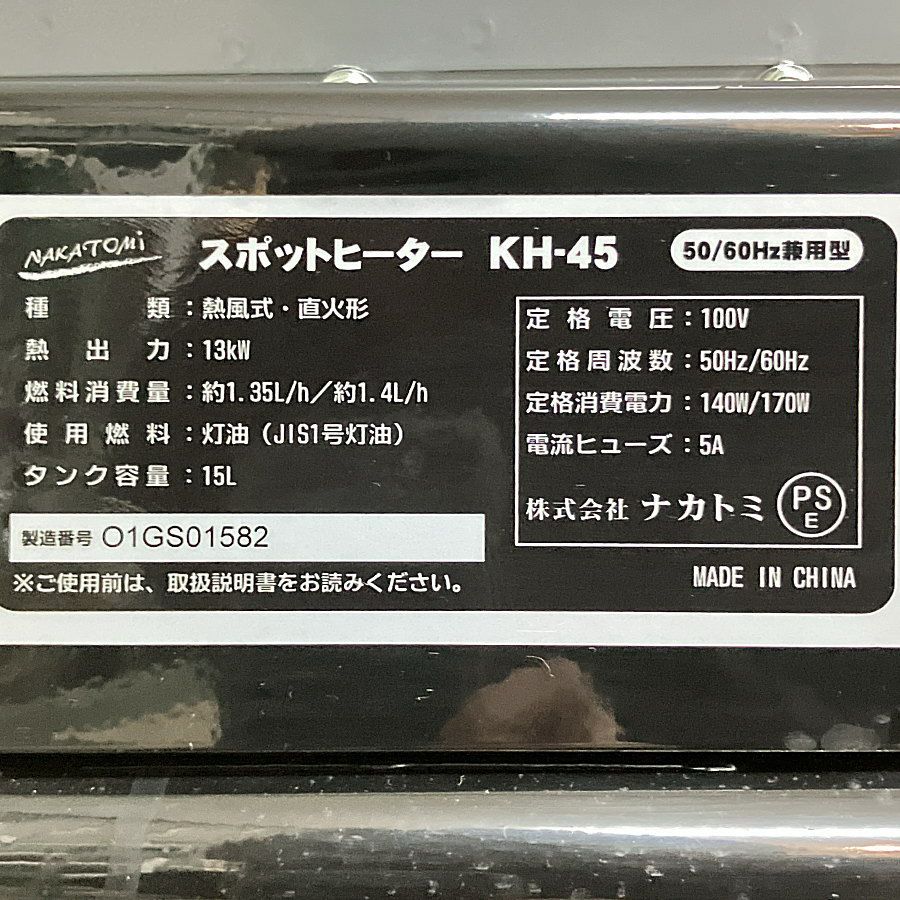 NAKATOMI スポットヒーター KH-45 50/60Hz兼用型
種類：熱風式・直火形
熱出力：13kW
燃料消費量：約1.35L/h／約1.4L/h
使用燃料：灯油（JIS1号灯油）
タンク容量：15L
製造番号 O1GS01582
※ご使用前は、取扱説明書をお読みください。
定格電圧：100V
定格周波数：50Hz/60Hz
定格消費電力：140W/170W
電流ヒューズ：5A
株式会社 ナカトミ PSE
MADE IN CHINA